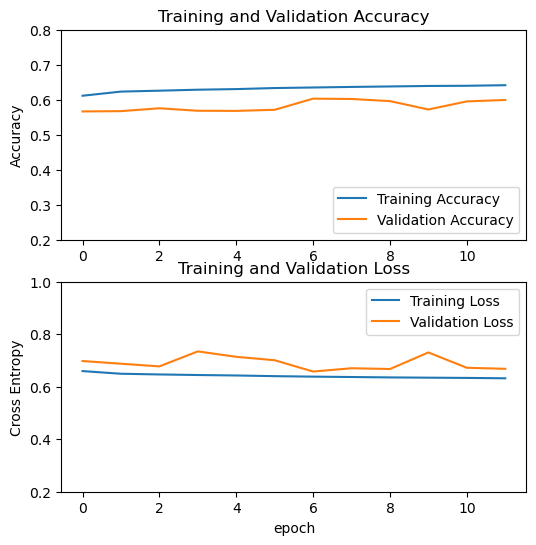 Training and Validation Accuracy
0.8
0.7
0.6
0.5
0.4
0.3
0.2
Accuracy
Training Accuracy
Validation Accuracy
0 2 4 6 8 10
Training and Validation Loss
1.0
0.8
0.6
0.4
0.2
Cross Entropy
Training Loss
Validation Loss
0 2 4 6 8 10
epoch